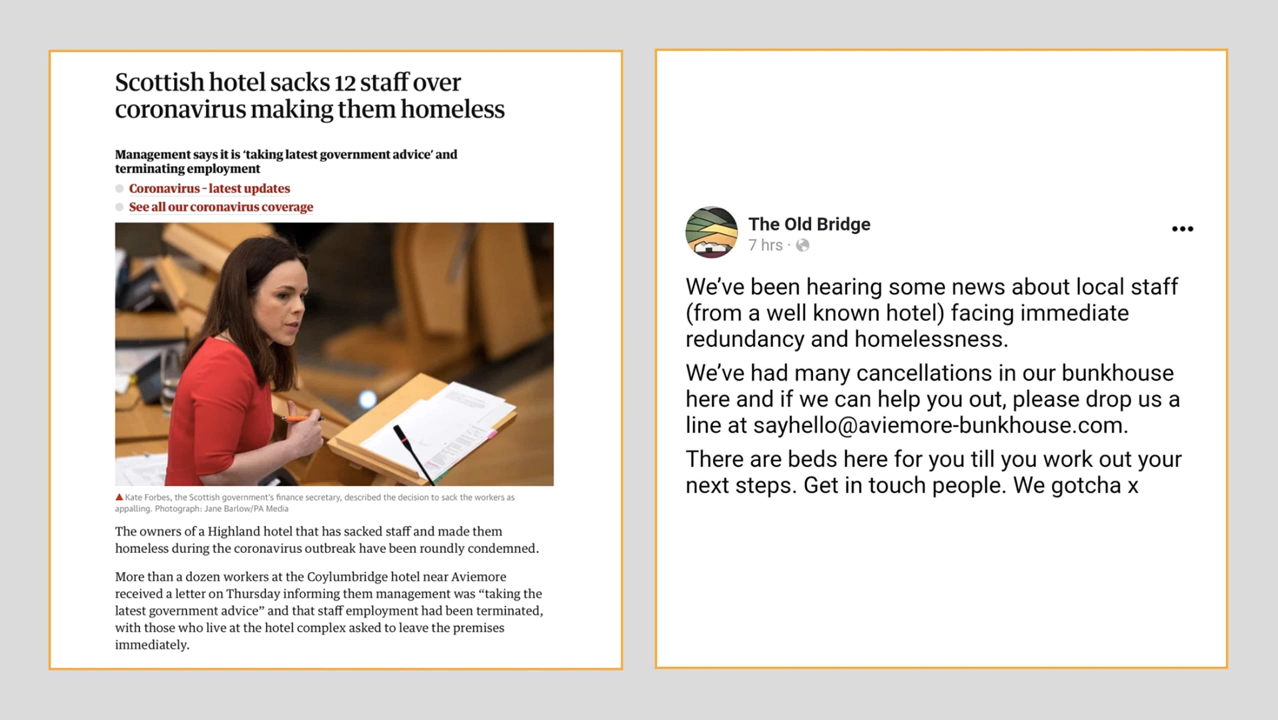 Scottish hotel sacks 12 staff over
coronavirus making them homeless
Management says it is ‘taking latest government advice’ and
terminating employment
Coronavirus – latest updates
See all our coronavirus coverage
Kate Forbes, the Scottish government’s finance secretary, described the decision to sack the workers as
appalling. Photograph: Jane Barlow/PA Media
The owners of a Highland hotel that has sacked staff and made them
homeless during the coronavirus outbreak have been roundly condemned.
More than a dozen workers at the Coylumbridge hotel near Aviemore
received a letter on Thursday informing them management was “taking the
latest government advice” and that staff employment had been terminated,
with those who live at the hotel complex asked to leave the premises
immediately.
The Old Bridge
7 hrs ·
We’ve been hearing some news about local staff
(from a well known hotel) facing immediate
redundancy and homelessness.
We’ve had many cancellations in our bunkhouse
here and if we can help you out, please drop us a
line at sayhello@aviemore-bunkhouse.com.
There are beds here for you till you work out your
next steps. Get in touch people. We gotcha x